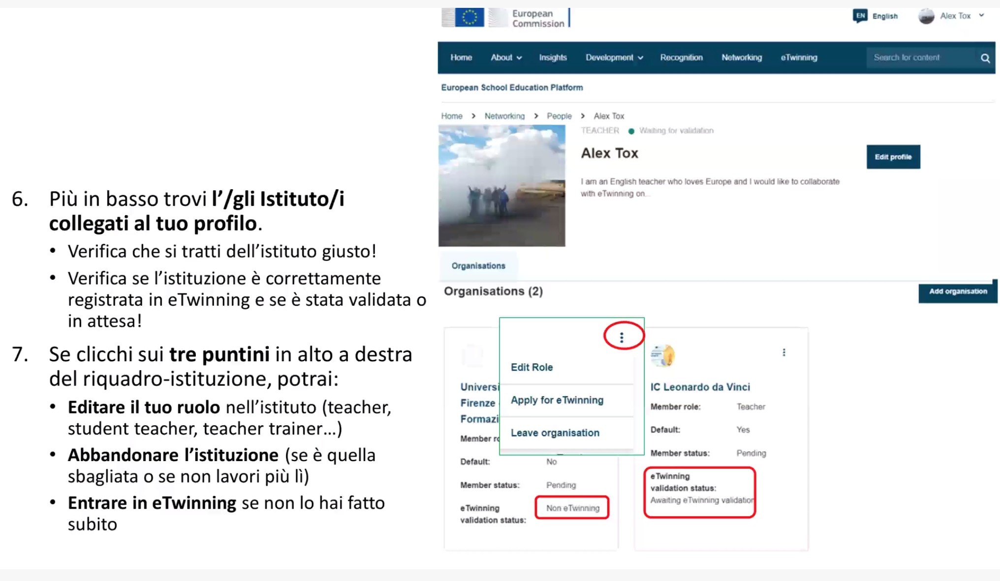 6. Più in basso trovi l’/gli Istituto/i
collegati al tuo profilo.
• Verifica che si tratti dell’istituto giusto!
• Verifica se l’istituzione è correttamente
registrata in eTwinning e se è stata validata o
in attesa!
7. Se clicchi sui tre puntini in alto a destra
del riquadro-istituzione, potrai:
• Editare il tuo ruolo nell’istituto (teacher,
student teacher, teacher trainer…)
• Abbandonare l’istituzione (se è quella
sbagliata o se non lavori più lì)
• Entrare in eTwinning se non lo hai fatto
subito
European
Commission
EN English
Alex Tox
Home About Insights Development Recognition Networking eTwinning Search for content
European School Education Platform
Home > Networking > People > Alex Tox
TEACHER Waiting for validation
Alex Tox
Edit profile
I am an English teacher who loves Europe and I would like to collaborate
with eTwinning on...
Organisations
Organisations (2)
Add organisation
Edit Role
Apply for eTwinning
Leave organisation
Universi
Firenze
Formazi
Member ro
Default: No
Member status: Pending
eTwinning Non eTwinning
validation status:
IC Leonardo da Vinci
Member role: Teacher
Default: Yes
Member status: Pending
eTwinning
validation status:
Awaiting eTwinning validation